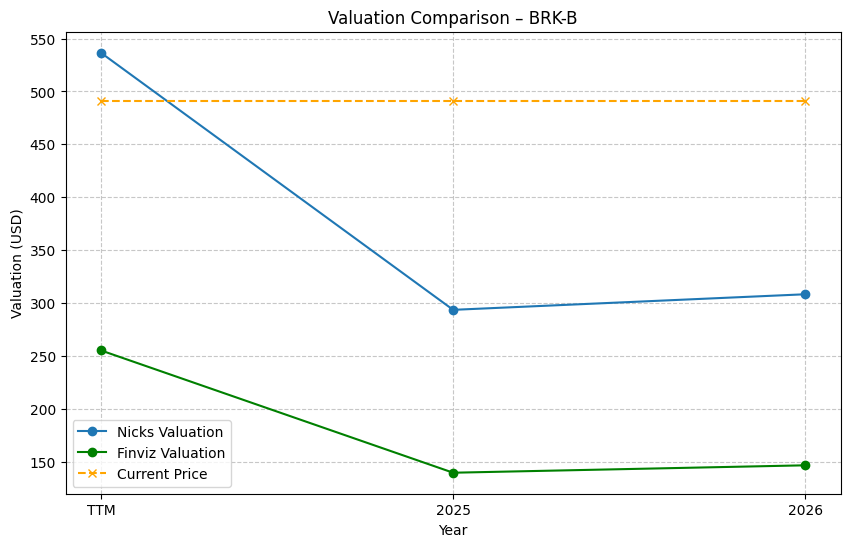 Valuation Comparison – BRK-B
Valuation (USD)
550
500
450
400
350
300
250
200
150
Nicks Valuation
Finviz Valuation
Current Price
TTM
2025
2026
Year